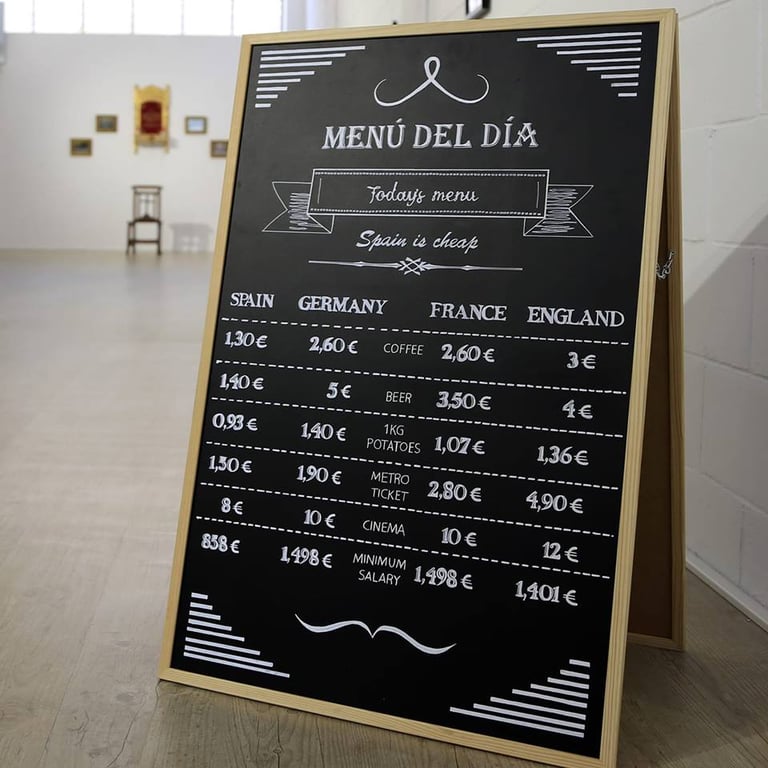 MENÚ DEL DÍA
Today's menu
Spain is cheap
SPAIN GERMANY FRANCE ENGLAND
1,30€ 2,60€ COFFEE 2,60€ 3€
1,40€ 5€ BEER 3,50€ 4€
0,93€ 1,40€ 1KG POTATOES 1,07€ 1,36€
1,50€ 1,90€ METRO TICKET 2,80€ 4,90€
8€ 10€ CINEMA 10€ 12€
858€ 1,498€ MINIMUM SALARY 1,498€ 1,401€